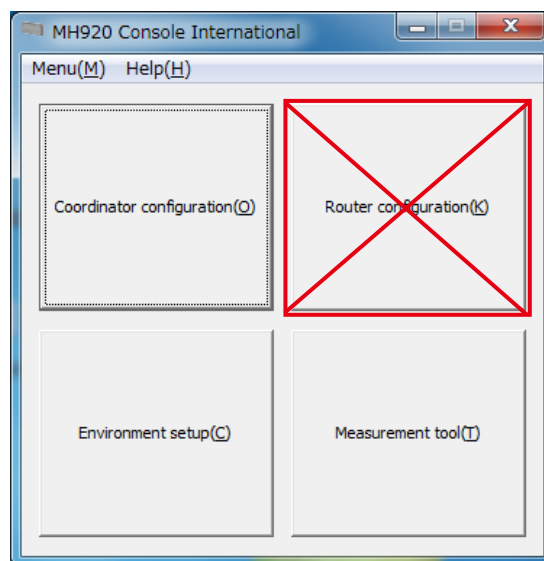 MH920 Console International
Menu(M) Help(H)
Coordinator configuration(O)
Router configuration(K)
Environment setup(C)
Measurement tool(T)